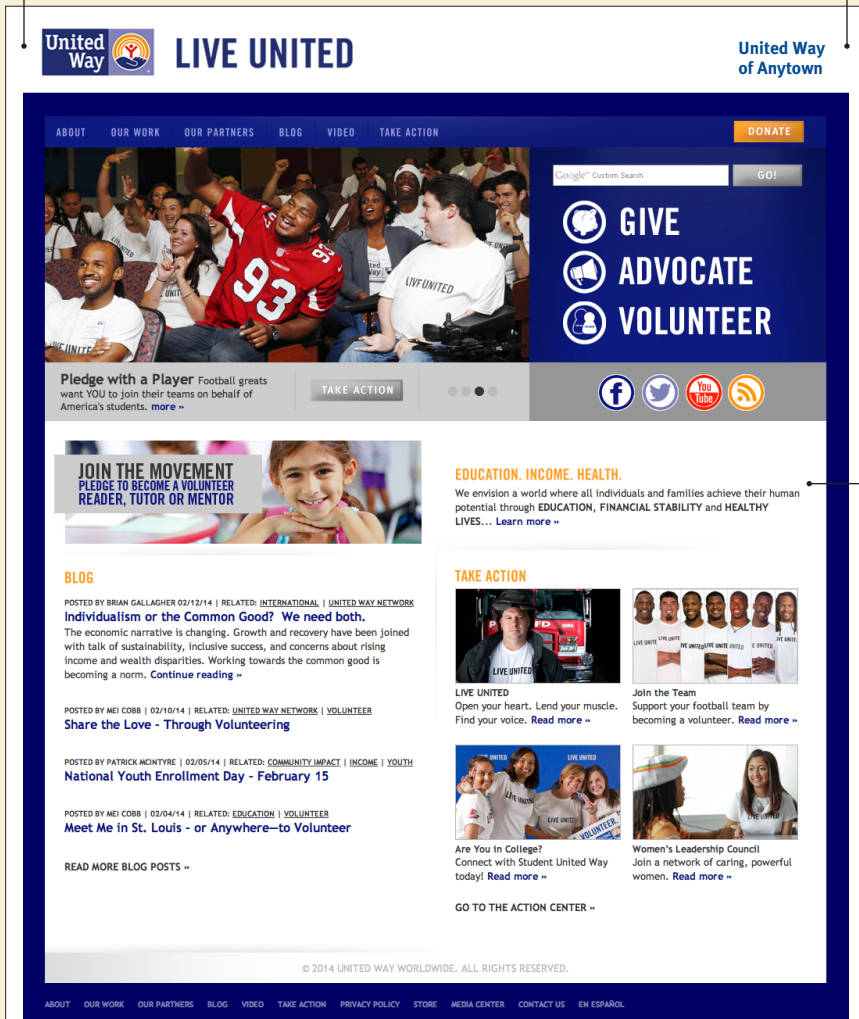 United
Way
LIVE UNITED
United Way
of Anytown
ABOUT OUR WORK OUR PARTNERS BLOG VIDEO TAKE ACTION
DONATE
Google™ Custom Search
GO!
GIVE
ADVOCATE
VOLUNTEER
93
93
LIVE UNITED
Pledge with a Player Football greats
want YOU to join their teams on behalf of
America's students. more »
TAKE ACTION
f
You
Tube
JOIN THE MOVEMENT
PLEDGE TO BECOME A VOLUNTEER
READER, TUTOR OR MENTOR
EDUCATION. INCOME. HEALTH.
We envision a world where all individuals and families achieve their human
potential through EDUCATION, FINANCIAL STABILITY and HEALTHY
LIVES... Learn more »
BLOG
POSTED BY BRIAN GALLAGHER 02/12/14 | RELATED: INTERNATIONAL | UNITED WAY NETWORK
Individualism or the Common Good? We need both.
The economic narrative is changing. Growth and recovery have been joined
with talk of sustainability, inclusive success, and concerns about rising
income and wealth disparities. Working towards the common good is
becoming a norm. Continue reading »
POSTED BY MEI COBB | 02/10/14 | RELATED: UNITED WAY NETWORK | VOLUNTEER
Share the Love - Through Volunteering
POSTED BY PATRICK MCINTYRE | 02/05/14 | RELATED: COMMUNITY IMPACT | INCOME | YOUTH
National Youth Enrollment Day - February 15
POSTED BY MEI COBB | 02/04/14 | RELATED: EDUCATION | VOLUNTEER
Meet Me in St. Louis - or Anywhere—to Volunteer
READ MORE BLOG POSTS »
TAKE ACTION
LIVE UNITED
LIVE UNITED
Open your heart. Lend your muscle.
Find your voice. Read more »
Join the Team
Support your football team by
becoming a volunteer. Read more »
LIVE UNITED
VOLUNTEER.
Are You in College?
Connect with Student United Way
today! Read more »
Women's Leadership Council
Join a network of caring, powerful
women. Read more »
GO TO THE ACTION CENTER »
© 2014 UNITED WAY WORLDWIDE. ALL RIGHTS RESERVED.
ABOUT OUR WORK OUR PARTNERS BLOG VIDEO TAKE ACTION PRIVACY POLICY STORE MEDIA CENTER CONTACT US EN ESPAÑOL